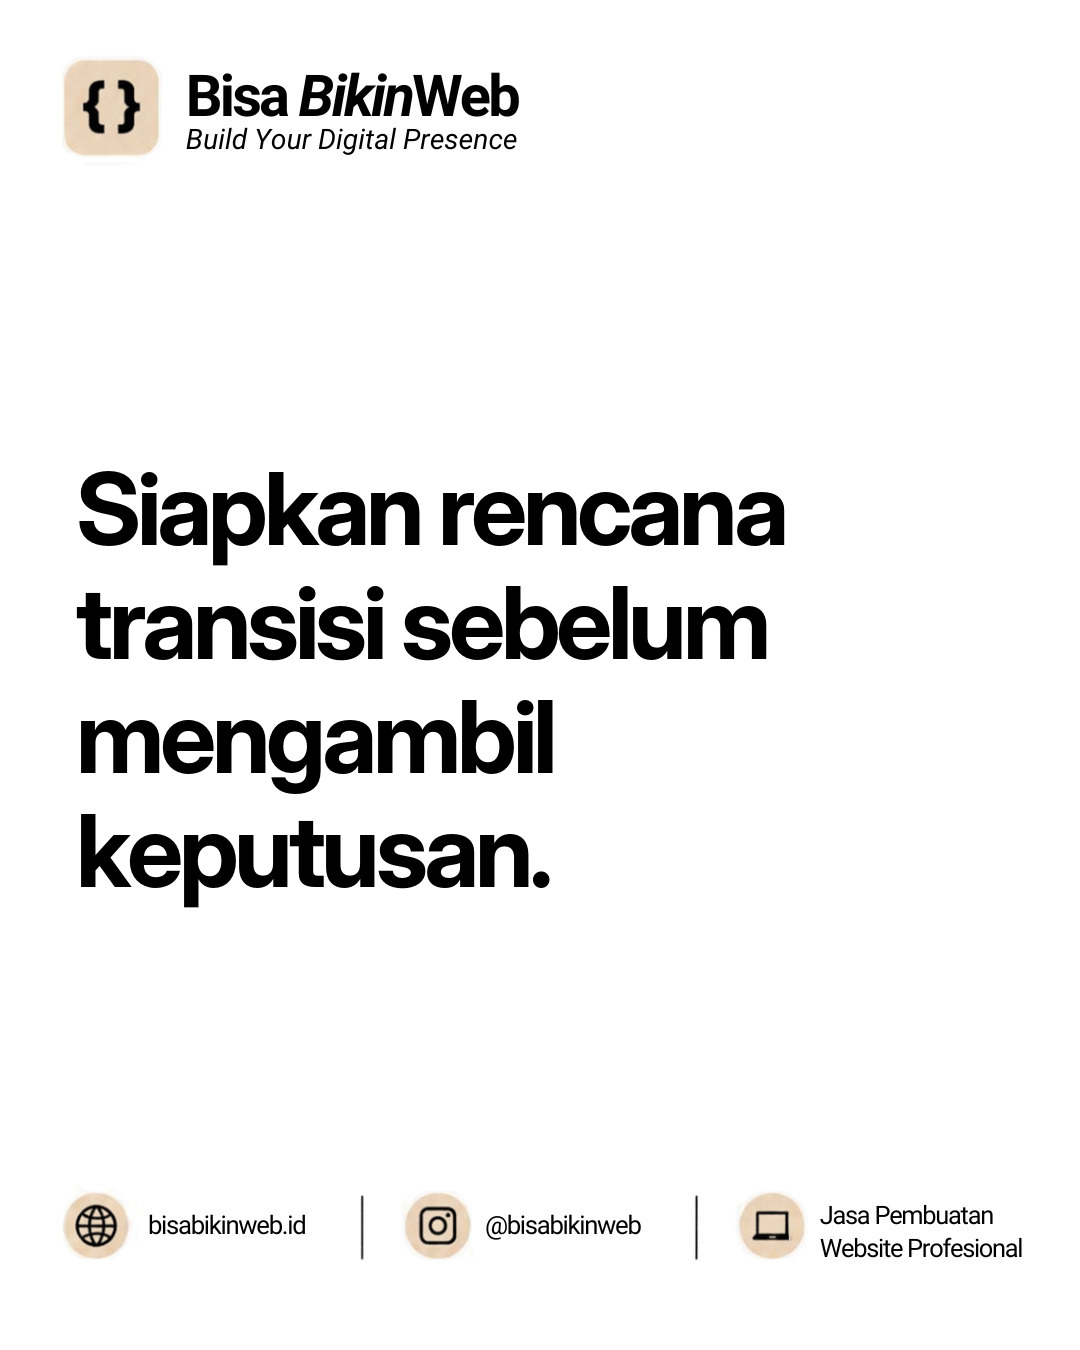 { }
Bisa BikinWeb
Build Your Digital Presence
Siapkan rencana
transisi sebelum
mengambil
keputusan.
bisabikinweb.id
@bisabikinweb
Jasa Pembuatan
Website Profesional